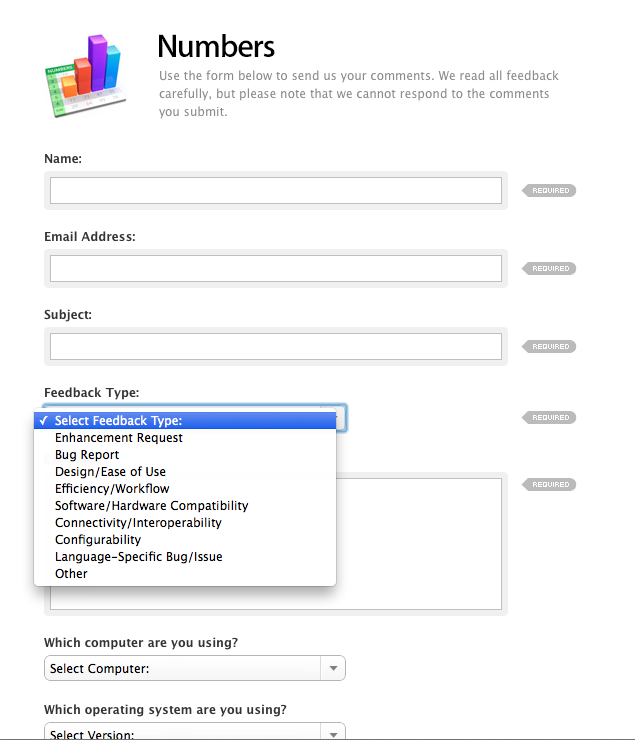 NUMBERS
Numbers
Use the form below to send us your comments. We read all feedback
carefully, but please note that we cannot respond to the comments
you submit.
Name:
REQUIRED
Email Address:
REQUIRED
Subject:
REQUIRED
Feedback Type:
REQUIRED
✓ Select Feedback Type:
Enhancement Request
Bug Report
Design/Ease of Use
Efficiency/Workflow
Software/Hardware Compatibility
Connectivity/Interoperability
Configurability
Language-Specific Bug/Issue
Other
REQUIRED
Which computer are you using?
Select Computer:
Which operating system are you using?
Select Version: